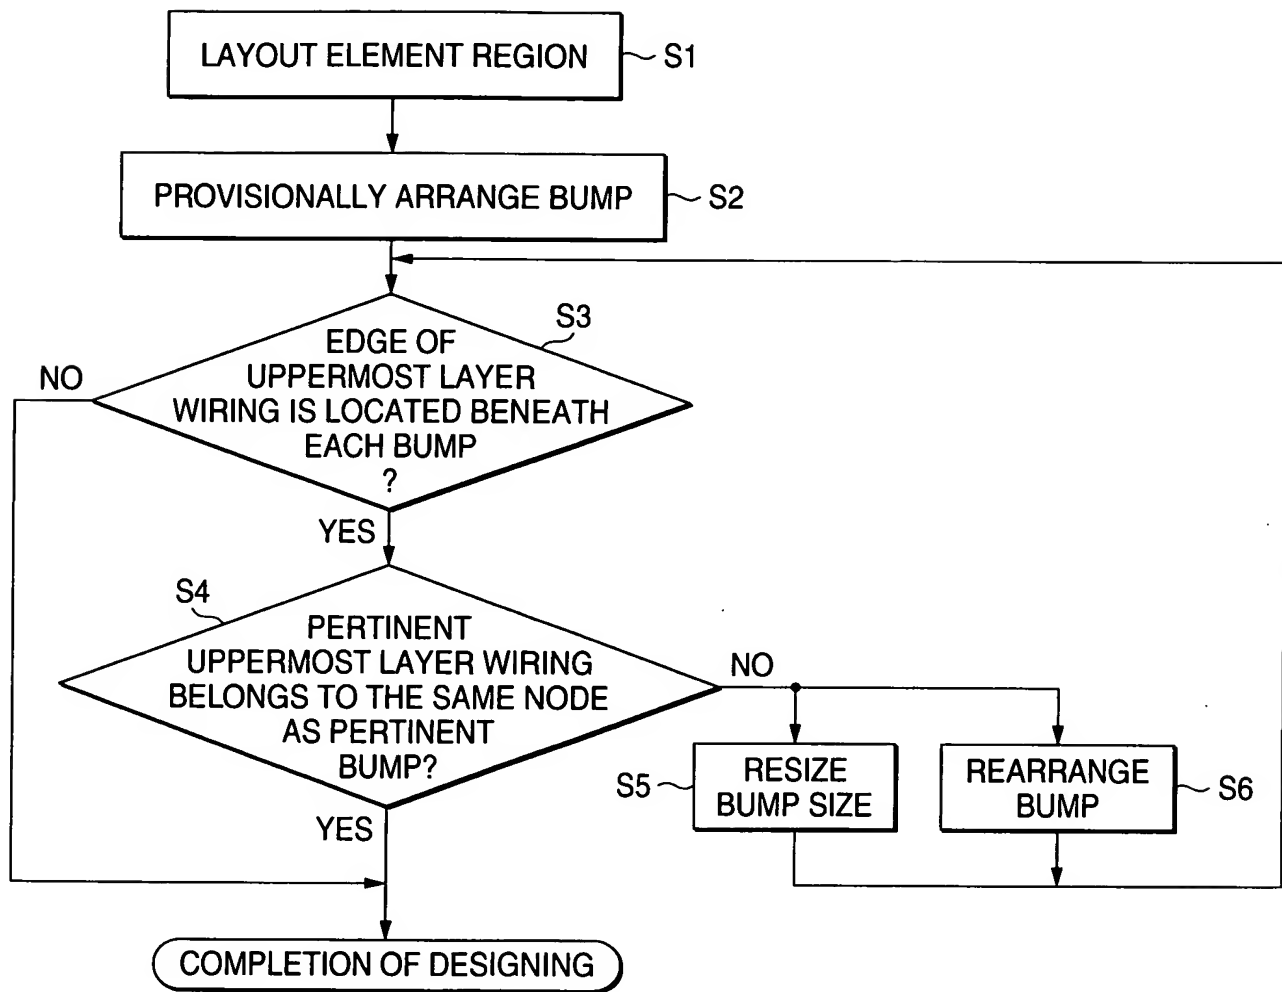 LAYOUT ELEMENT REGION
S1
PROVISIONALLY ARRANGE BUMP
S2
S3
EDGE OF
UPPERMOST LAYER
WIRING IS LOCATED BENEATH
EACH BUMP
?
NO
YES
S4
PERTINENT
UPPERMOST LAYER WIRING
BELONGS TO THE SAME NODE
AS PERTINENT
BUMP?
NO
YES
S5
RESIZE
BUMP SIZE
REARRANGE
BUMP
S6
COMPLETION OF DESIGNING